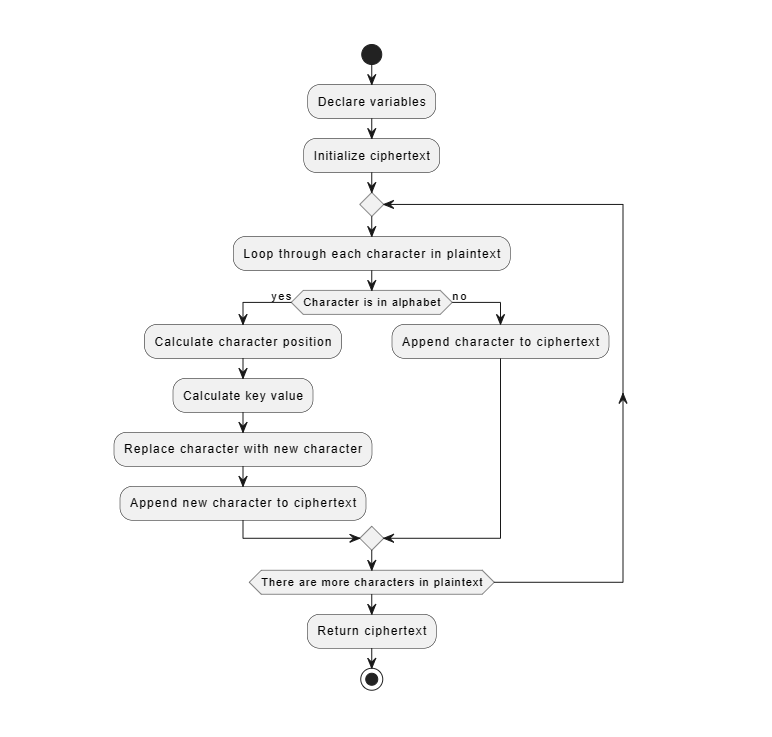 Declare variables
Initialize ciphertext
Loop through each character in plaintext
yes
Character is in alphabet
no
Calculate character position
Append character to ciphertext
Calculate key value
Replace character with new character
Append new character to ciphertext
There are more characters in plaintext
Return ciphertext